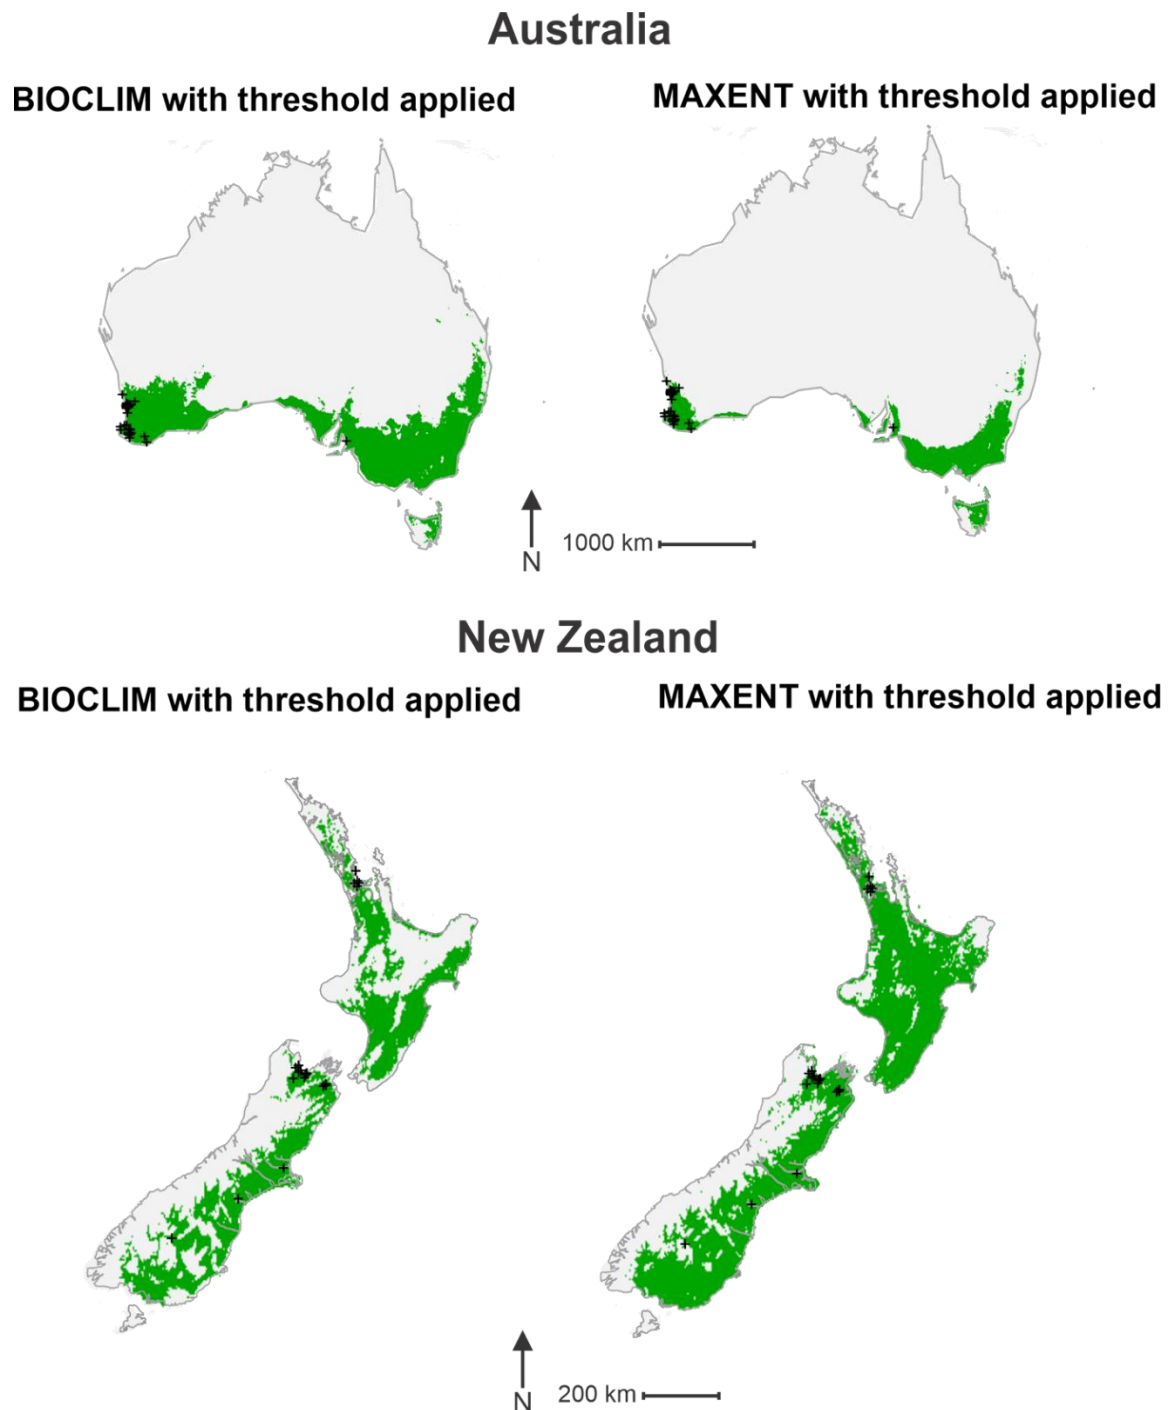 Australia
BIOCLIM with threshold applied
MAXENT with threshold applied
N
1000 km
New Zealand
BIOCLIM with threshold applied
MAXENT with threshold applied
N
200 km